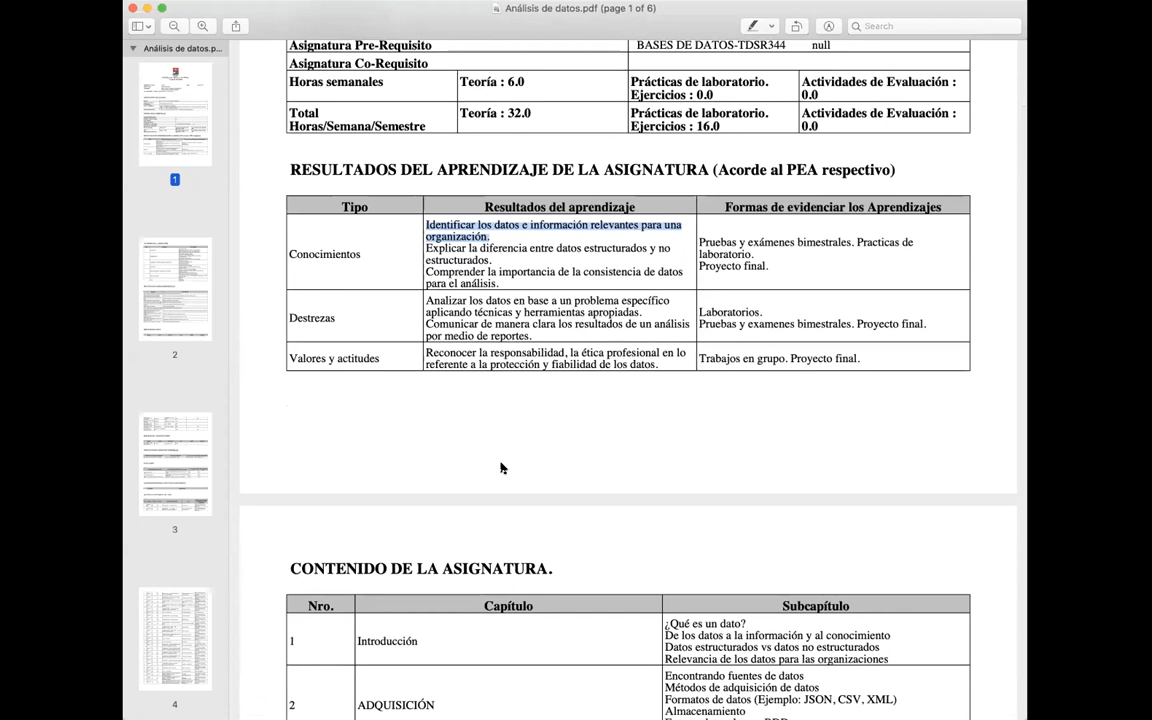 Análisis de datos.pdf (page 1 of 6)
Search
Análisis de datos.p...
1
2
3
4
Asignatura Pre-Requisito BASES DE DATOS-TDSR344 null
Asignatura Co-Requisito
Horas semanales Teoría : 6.0 Prácticas de laboratorio. Actividades de Evaluación :
Ejercicios : 0.0 0.0
Total Teoría : 32.0 Prácticas de laboratorio. Actividades de Evaluación :
Horas/Semana/Semestre Ejercicios : 16.0 0.0
RESULTADOS DEL APRENDIZAJE DE LA ASIGNATURA (Acorde al PEA respectivo)
Tipo Resultados del aprendizaje Formas de evidenciar los Aprendizajes
Conocimientos
Identificar los datos e información relevantes para una
organización.
Explicar la diferencia entre datos estructurados y no
estructurados.
Comprender la importancia de la consistencia de datos
para el análisis.
Pruebas y exámenes bimestrales. Practicas de
laboratorio.
Proyecto final.
Destrezas
Analizar los datos en base a un problema específico
aplicando técnicas y herramientas apropiadas.
Comunicar de manera clara los resultados de un análisis
por medio de reportes.
Laboratorios.
Pruebas y examenes bimestrales. Proyecto final.
Valores y actitudes
Reconocer la responsabilidad, la ética profesional en lo
referente a la protección y fiabilidad de los datos.
Trabajos en grupo. Proyecto final.
CONTENIDO DE LA ASIGNATURA.
Nro. Capítulo Subcapítulo
1 Introducción
¿Qué es un dato?
De los datos a la información y al conocimiento
Datos estructurados vs datos no estructurados
Relevancia de los datos para las organizaciones
2 ADQUISICIÓN
Encontrando fuentes de datos
Métodos de adquisición de datos
Formatos de datos (Ejemplo: JSON, CSV, XML)
Almacenamiento